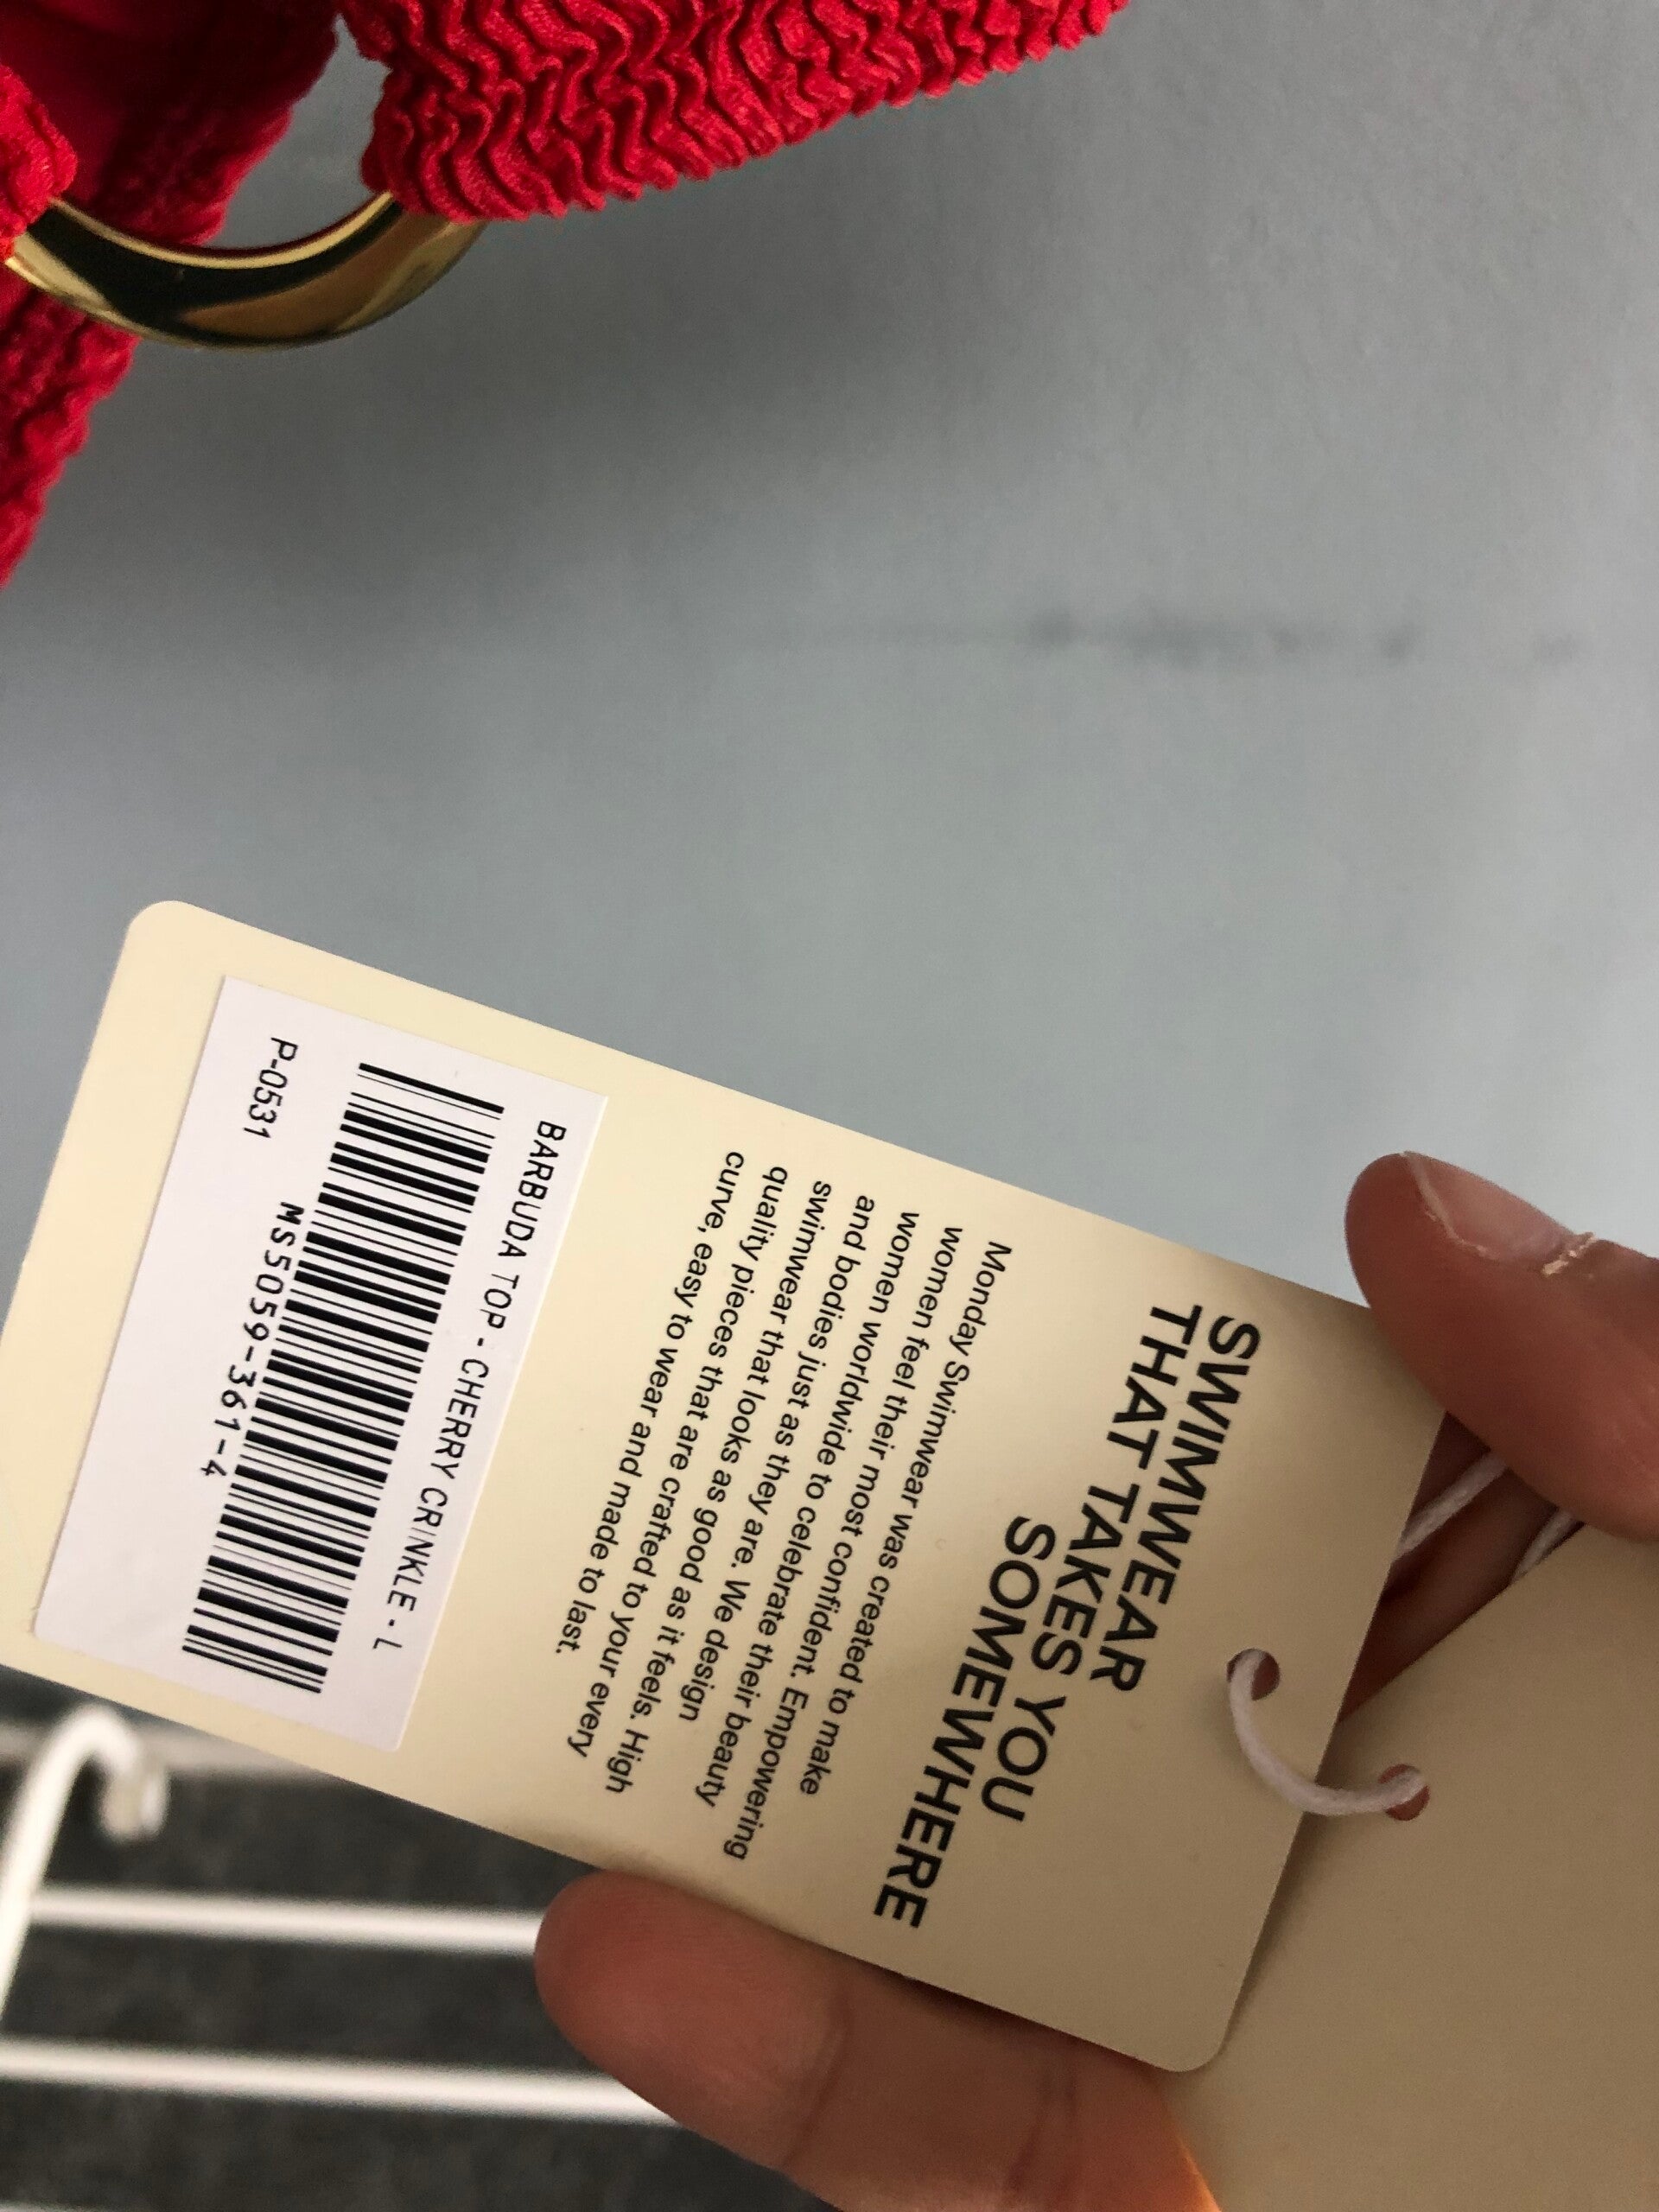 SWIMWEAR
THAT TAKES YOU
SOMEWHERE
Monday Swimwear was created to make
women feel their most confident. Empowering
women worldwide to celebrate their beauty
and bodies just as they are. We design
swimwear that looks as good as it feels. High
quality pieces that are crafted to your every
curve, easy to wear and made to last.
BARBUDA TOP - CHERRY CRINKLE - L
MS5059-361-4
P-0531